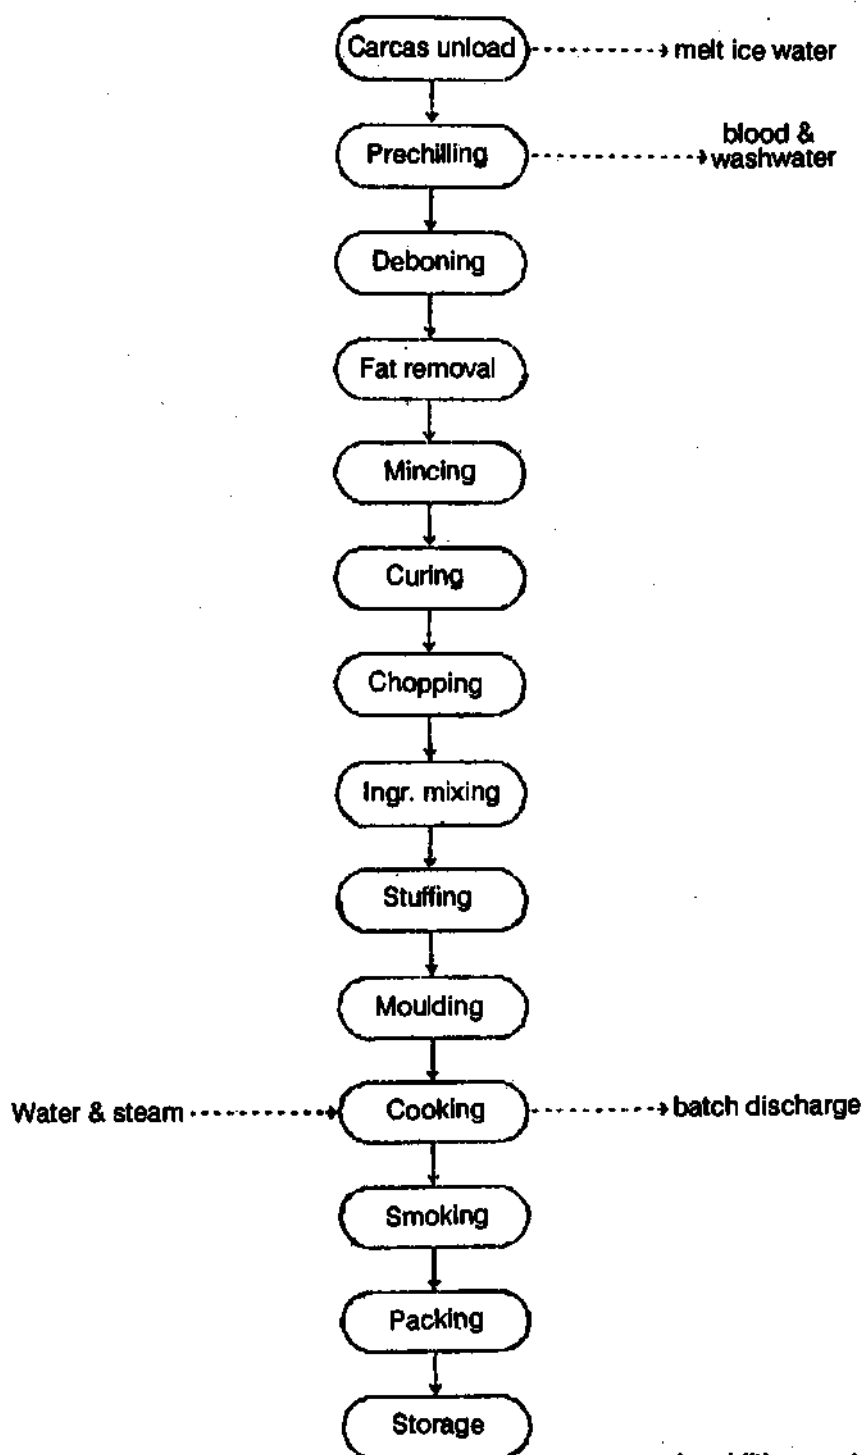 Carcas unload
melt ice water
Prechilling
blood &
washwater
Deboning
Fat removal
Mincing
Curing
Chopping
Ingr. mixing
Stuffing
Moulding
Water & steam
Cooking
batch discharge
Smoking
Packing
Storage